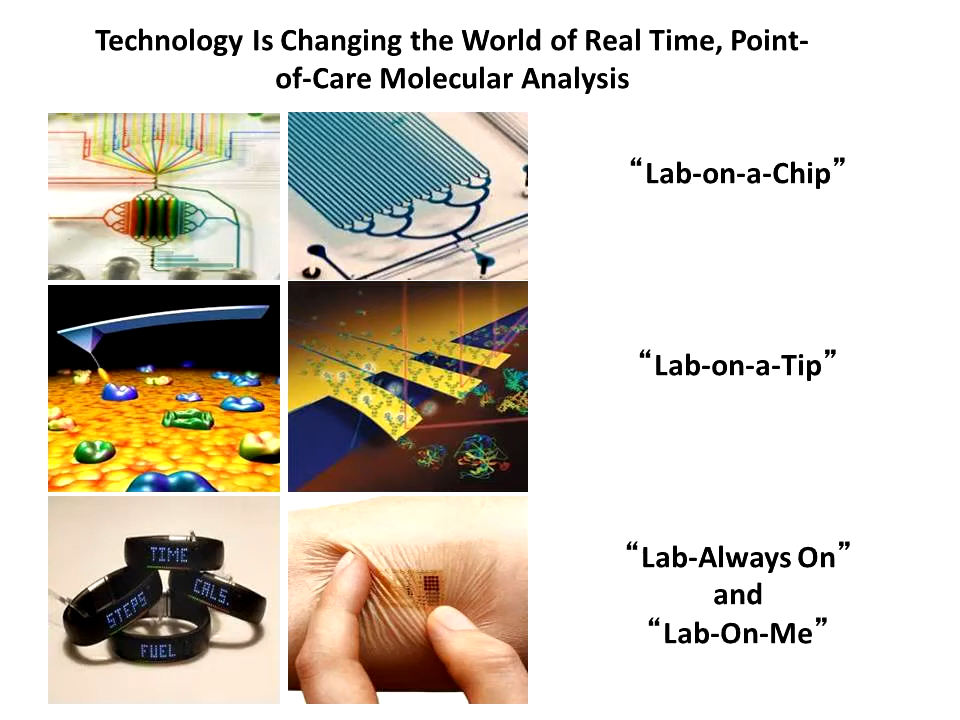 Technology Is Changing the World of Real Time, Point-
of-Care Molecular Analysis
“Lab-on-a-Chip”
“Lab-on-a-Tip”
TIME
CALS.
STEPS
FUEL
“Lab-Always On”
and
“Lab-On-Me”